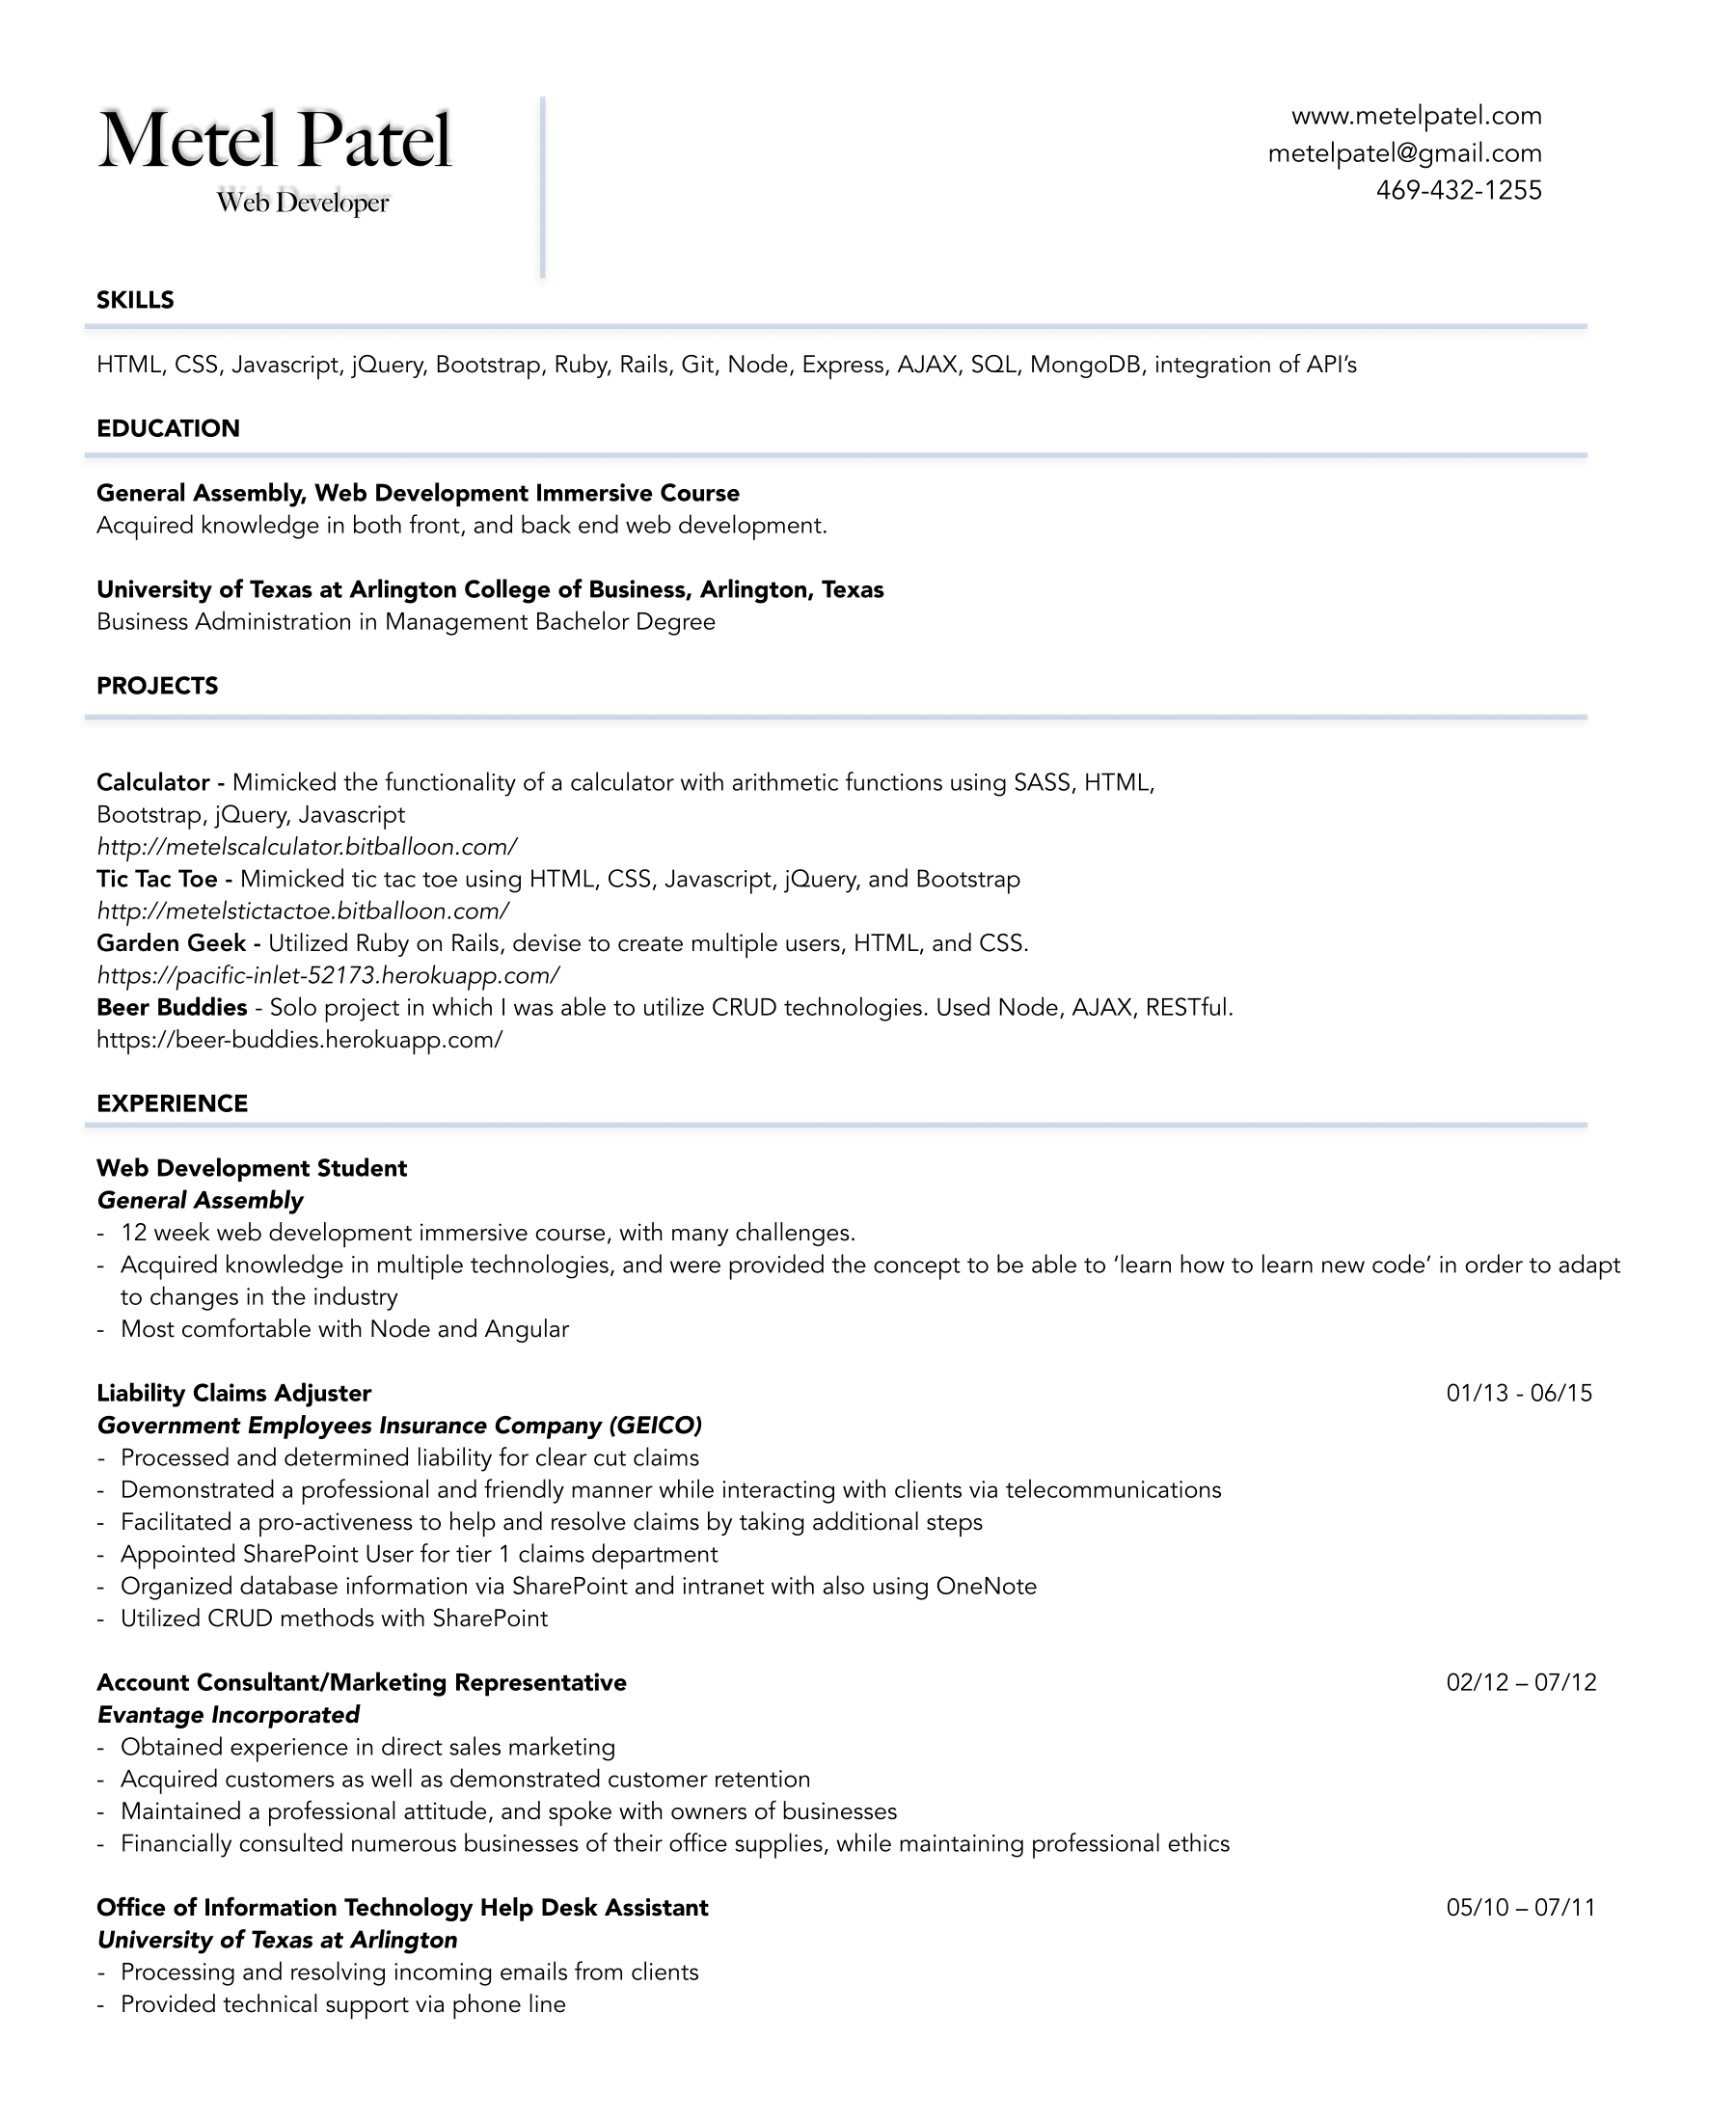 Metel Patel
Web Developer
www.metelpatel.com
metelpatel@gmail.com
469-432-1255
SKILLS
HTML, CSS, Javascript, jQuery, Bootstrap, Ruby, Rails, Git, Node, Express, AJAX, SQL, MongoDB, integration of API’s
EDUCATION
General Assembly, Web Development Immersive Course
Acquired knowledge in both front, and back end web development.
University of Texas at Arlington College of Business, Arlington, Texas
Business Administration in Management Bachelor Degree
PROJECTS
Calculator - Mimicked the functionality of a calculator with arithmetic functions using SASS, HTML,
Bootstrap, jQuery, Javascript
http://metelscalculator.bitballoon.com/
Tic Tac Toe - Mimicked tic tac toe using HTML, CSS, Javascript, jQuery, and Bootstrap
http://metelstictactoe.bitballoon.com/
Garden Geek - Utilized Ruby on Rails, devise to create multiple users, HTML, and CSS.
https://pacific-inlet-52173.herokuapp.com/
Beer Buddies - Solo project in which I was able to utilize CRUD technologies. Used Node, AJAX, RESTful.
https://beer-buddies.herokuapp.com/
EXPERIENCE
Web Development Student
General Assembly
- 12 week web development immersive course, with many challenges.
- Acquired knowledge in multiple technologies, and were provided the concept to be able to ‘learn how to learn new code’ in order to adapt
to changes in the industry
- Most comfortable with Node and Angular
Liability Claims Adjuster 01/13 - 06/15
Government Employees Insurance Company (GEICO)
- Processed and determined liability for clear cut claims
- Demonstrated a professional and friendly manner while interacting with clients via telecommunications
- Facilitated a pro-activeness to help and resolve claims by taking additional steps
- Appointed SharePoint User for tier 1 claims department
- Organized database information via SharePoint and intranet with also using OneNote
- Utilized CRUD methods with SharePoint
Account Consultant/Marketing Representative 02/12 – 07/12
Evantage Incorporated
- Obtained experience in direct sales marketing
- Acquired customers as well as demonstrated customer retention
- Maintained a professional attitude, and spoke with owners of businesses
- Financially consulted numerous businesses of their office supplies, while maintaining professional ethics
Office of Information Technology Help Desk Assistant 05/10 – 07/11
University of Texas at Arlington
- Processing and resolving incoming emails from clients
- Provided technical support via phone line